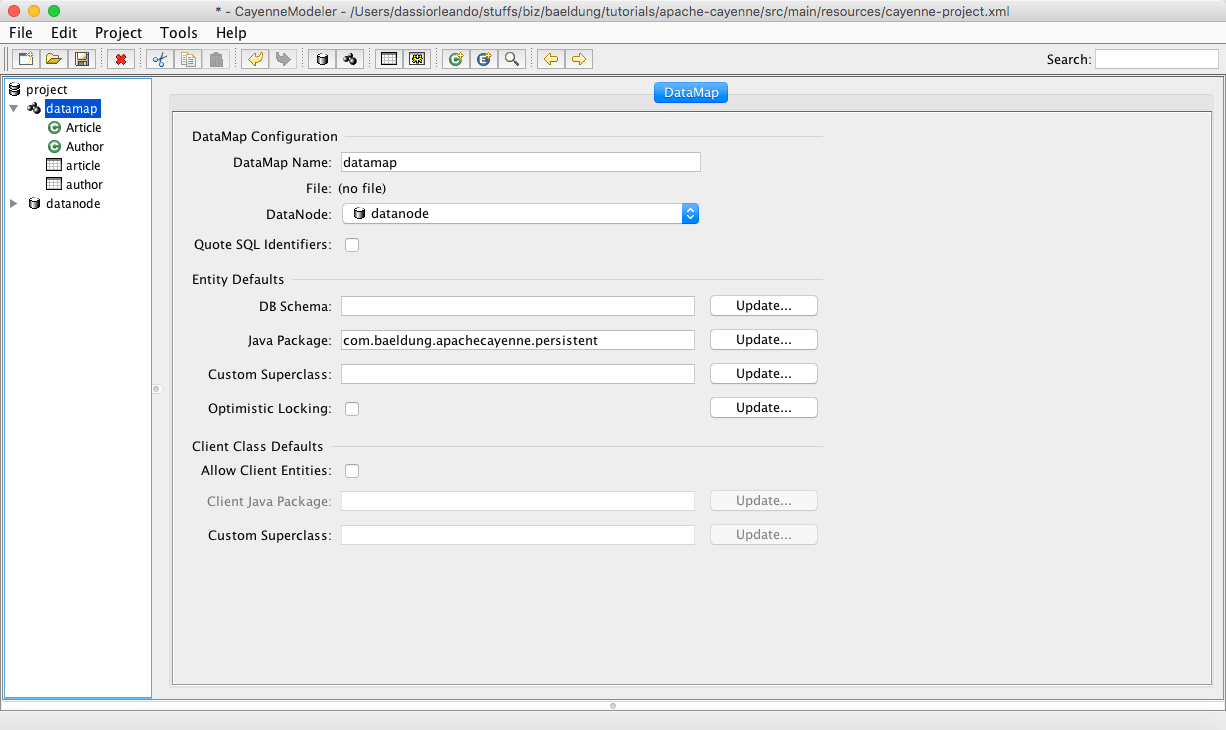 * - CayenneModeler - /Users/dassiorleando/stuffs/biz/baeldung/tutorials/apache-cayenne/src/main/resources/cayenne-project.xml
File Edit Project Tools Help
Search:
project
datamap
Article
Author
article
author
datanode
DataMap
DataMap Configuration
DataMap Name: datamap
File: (no file)
DataNode: datanode
Quote SQL Identifiers:
Entity Defaults
DB Schema: Update...
Java Package: com.baeldung.apachecayenne.persistent Update...
Custom Superclass: Update...
Optimistic Locking: Update...
Client Class Defaults
Allow Client Entities:
Client Java Package: Update...
Custom Superclass: Update...